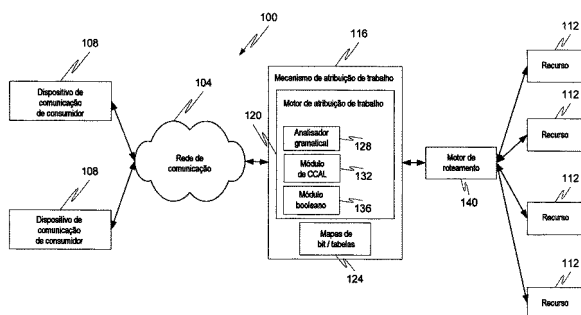 100
108
Dispositivo de
comunicação
de consumidor
108
Dispositivo de
comunicação
de consumidor
104
Rede de
comunicação
116
Mecanismo de atribuição de trabalho
120
Motor de atribuição de trabalho
Analisador
gramatical
128
Módulo
de CCAL
132
Módulo
booleano
136
Mapas de
bit / tabelas
124
Motor de
roteamento
140
112
Recurso
112
Recurso
112
Recurso
112
Recurso